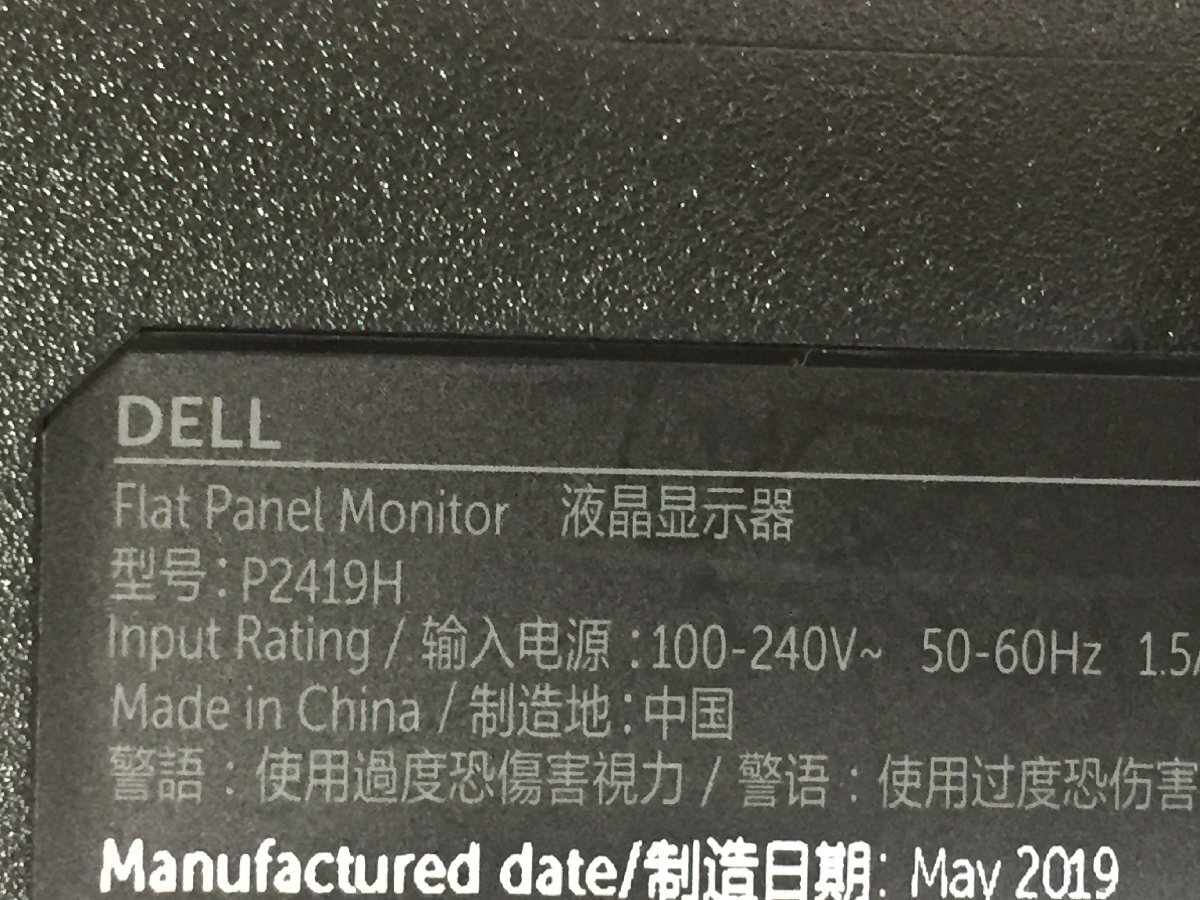 DELL
Flat Panel Monitor 液晶显示器
型号: P2419H
Input Rating / 输入电源 :100-240V~ 50-60Hz 1.5A
Made in China / 制造地: 中国
警語 : 使用過度恐傷害視力 / 警语 : 使用过度恐伤害
Manufactured date/制造日期: May 2019